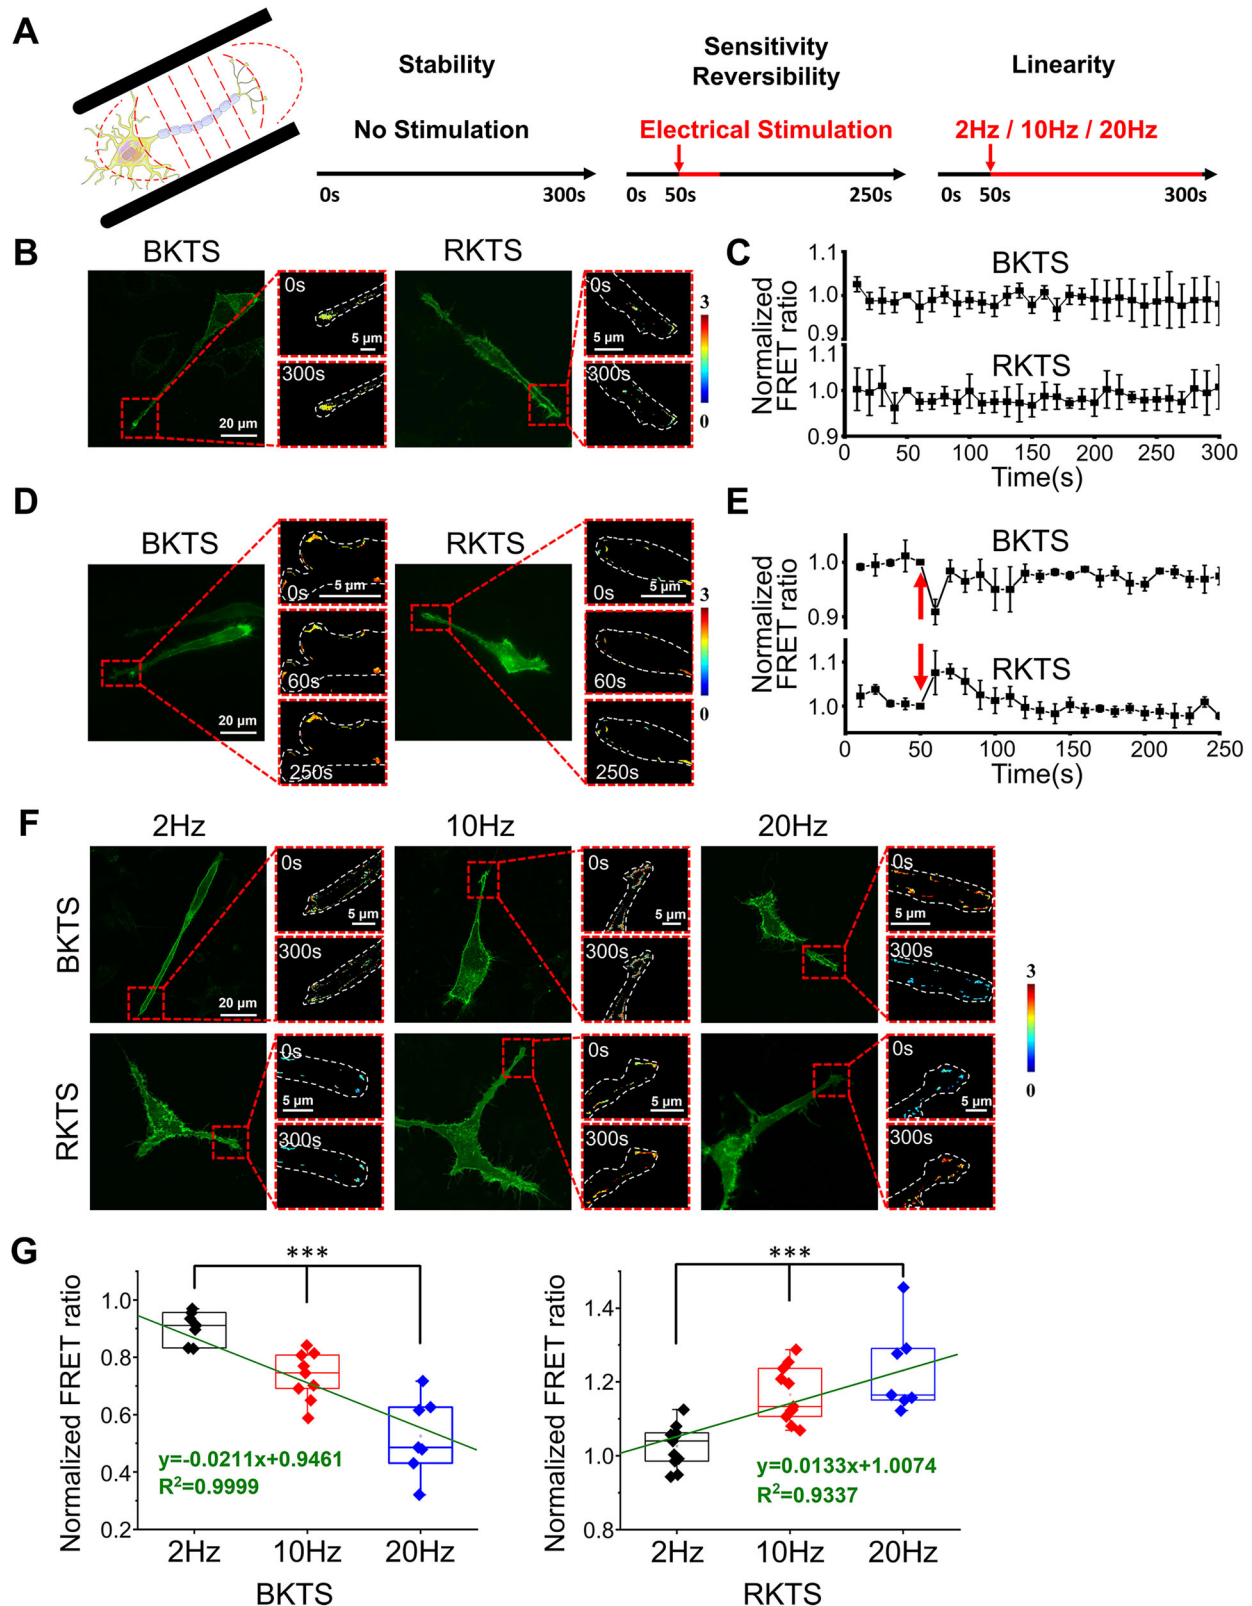 A
Stability
No Stimulation
0s
300s
Sensitivity
Reversibility
Electrical Stimulation
0s
50s
250s
Linearity
2Hz / 10Hz / 20Hz
0s
50s
300s
B
BKTS
20 μm
0s
5 μm
300s
RKTS
0s
5 μm
300s
3
0
C
Normalized
FRET ratio
1.1
1.0
0.9
BKTS
Normalized
FRET ratio
1.1
1.0
0.9
RKTS
0 50 100 150 200 250 300
Time(s)
D
BKTS
20 μm
5 μm
0s
60s
250s
RKTS
5 μm
0s
60s
250s
3
0
E
Normalized
FRET ratio
1.0
0.9
BKTS
Normalized
FRET ratio
1.1
1.0
RKTS
0 50 100 150 200 250
Time(s)
F
2Hz
10Hz
20Hz
BKTS
20 μm
0s
5 μm
300s
0s
5 μm
300s
0s
5 μm
300s
RKTS
0s
5 μm
300s
0s
5 μm
300s
0s
5 μm
300s
3
0
G
Normalized FRET ratio
1.0
0.8
0.6
0.4
0.2
***
y=-0.0211x+0.9461
R²=0.9999
2Hz 10Hz 20Hz
BKTS
Normalized FRET ratio
1.4
1.2
1.0
0.8
***
y=0.0133x+1.0074
R²=0.9337
2Hz 10Hz 20Hz
RKTS